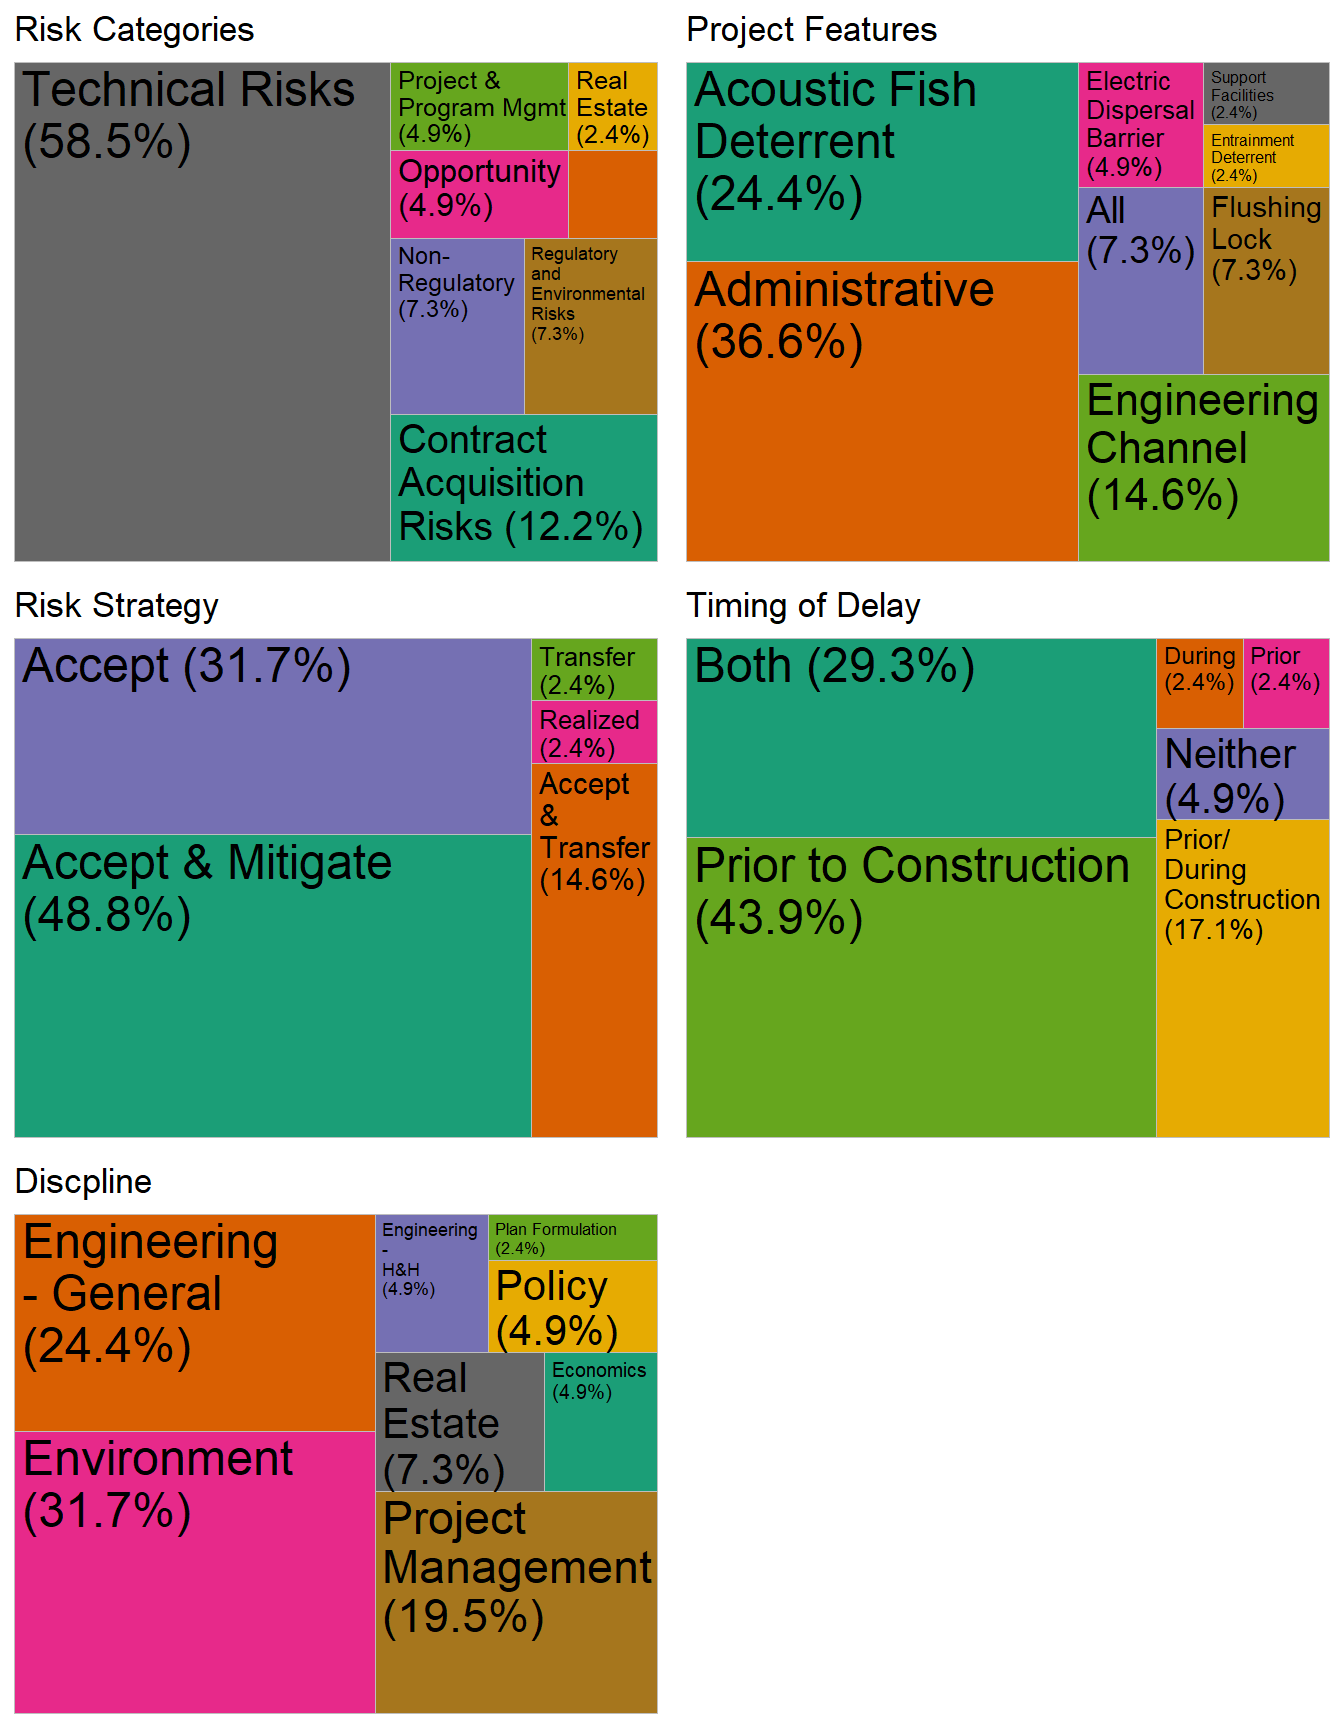 Risk Categories
Technical Risks
(58.5%)
Project &
Program Mgmt
(4.9%)
Real
Estate
(2.4%)
Opportunity
(4.9%)
Non-
Regulatory
(7.3%)
Regulatory
and
Environmental
Risks
(7.3%)
Contract
Acquisition
Risks (12.2%)
Project Features
Acoustic Fish
Deterrent
(24.4%)
Administrative
(36.6%)
Electric
Dispersal
Barrier
(4.9%)
Support
Facilities
(2.4%)
Entrainment
Deterrent
(2.4%)
All
(7.3%)
Flushing
Lock
(7.3%)
Engineering
Channel
(14.6%)
Risk Strategy
Accept (31.7%)
Accept & Mitigate
(48.8%)
Transfer
(2.4%)
Realized
(2.4%)
Accept
&
Transfer
(14.6%)
Timing of Delay
Both (29.3%)
Prior to Construction
(43.9%)
During
(2.4%)
Prior
(2.4%)
Neither
(4.9%)
Prior/
During
Construction
(17.1%)
Discpline
Engineering
- General
(24.4%)
Environment
(31.7%)
Engineering
-
H&H
(4.9%)
Plan Formulation
(2.4%)
Policy
(4.9%)
Real
Estate
(7.3%)
Economics
(4.9%)
Project
Management
(19.5%)